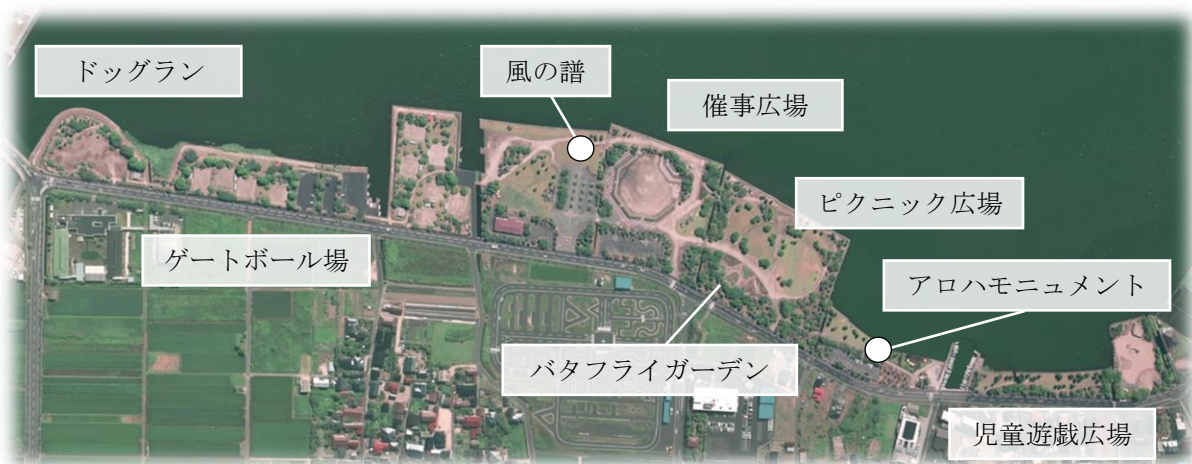 ドッグラン
風の譜
催事広場
ピクニック広場
ゲートボール場
アロハモニュメント
バタフライガーデン
児童遊戯広場